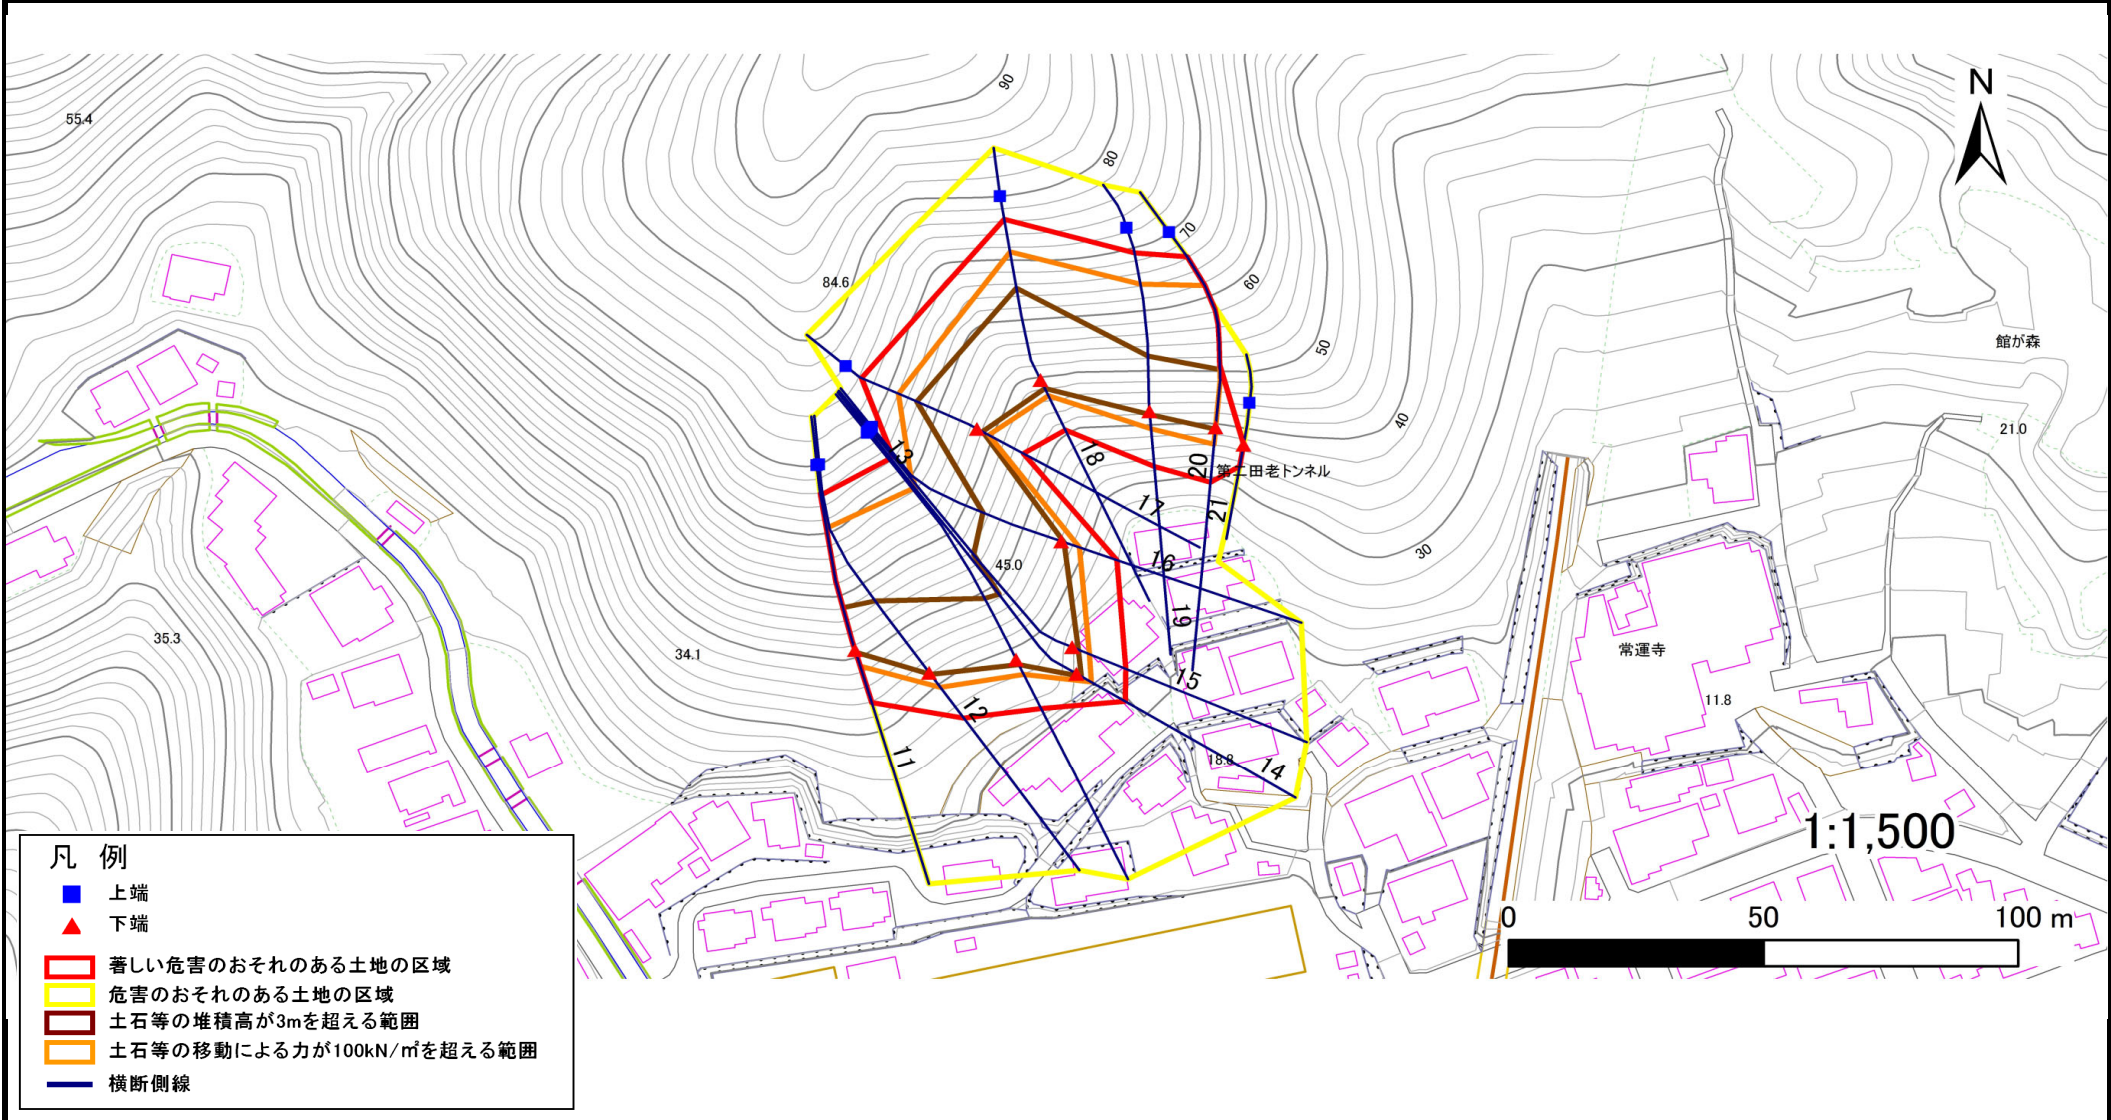 N
90
55.4
80
70
84.6
60
50
館が森
40
21.0
13
18
20
第二田老トンネル
17
21
30
16
45.0
19
35.3
34.1
常運寺
15
11.8
12
11
18.8
14
1:1,500
凡 例
上端
下端
著しい危害のおそれのある土地の区域
危害のおそれのある土地の区域
土石等の堆積高が3mを超える範囲
土石等の移動による力が100kN/㎡を超える範囲
横断側線
0 50 100 m